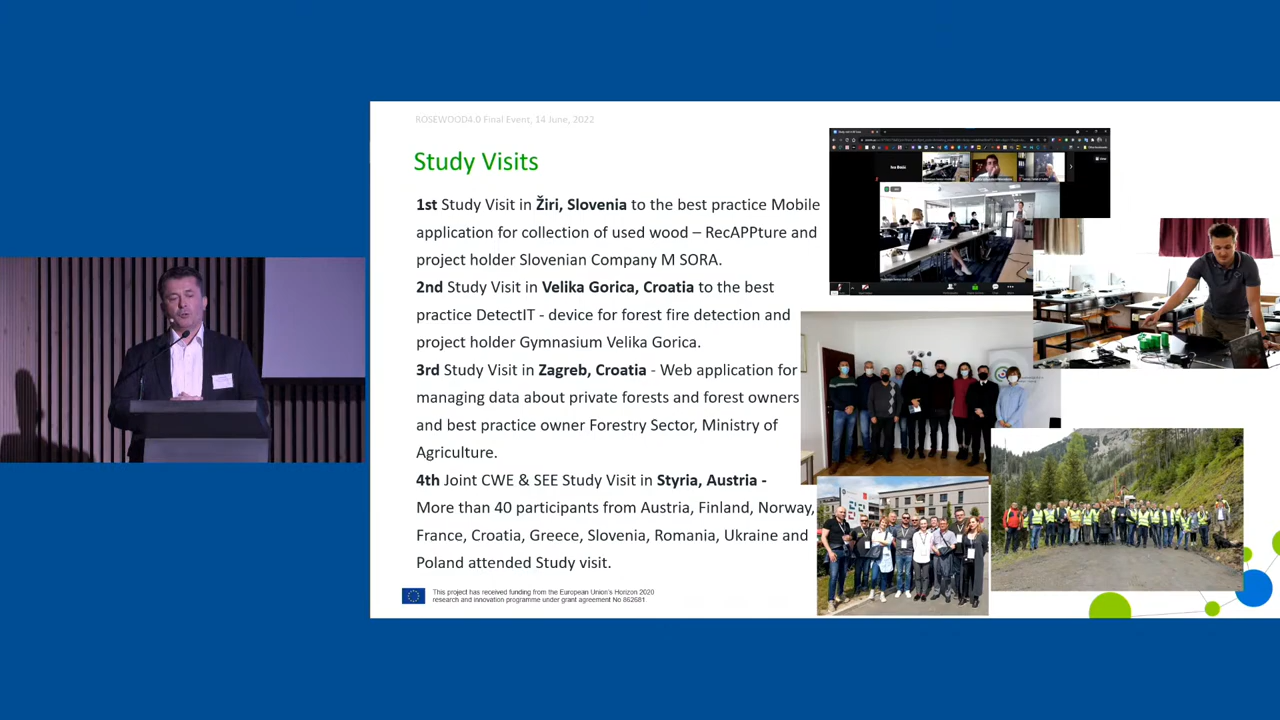 ROSEWOOD4.0 Final Event, 14 June, 2022
Study Visits
1st Study Visit in Žiri, Slovenia to the best practice Mobile
application for collection of used wood – RecAPPture and
project holder Slovenian Company M SORA.
2nd Study Visit in Velika Gorica, Croatia to the best
practice DetectIT - device for forest fire detection and
project holder Gymnasium Velika Gorica.
3rd Study Visit in Zagreb, Croatia - Web application for
managing data about private forests and forest owners
and best practice owner Forestry Sector, Ministry of
Agriculture.
4th Joint CWE & SEE Study Visit in Styria, Austria -
More than 40 participants from Austria, Finland, Norway,
France, Croatia, Greece, Slovenia, Romania, Ukraine and
Poland attended Study visit.
This project has received funding from the European Union's Horizon 2020
research and innovation programme under grant agreement No 862681